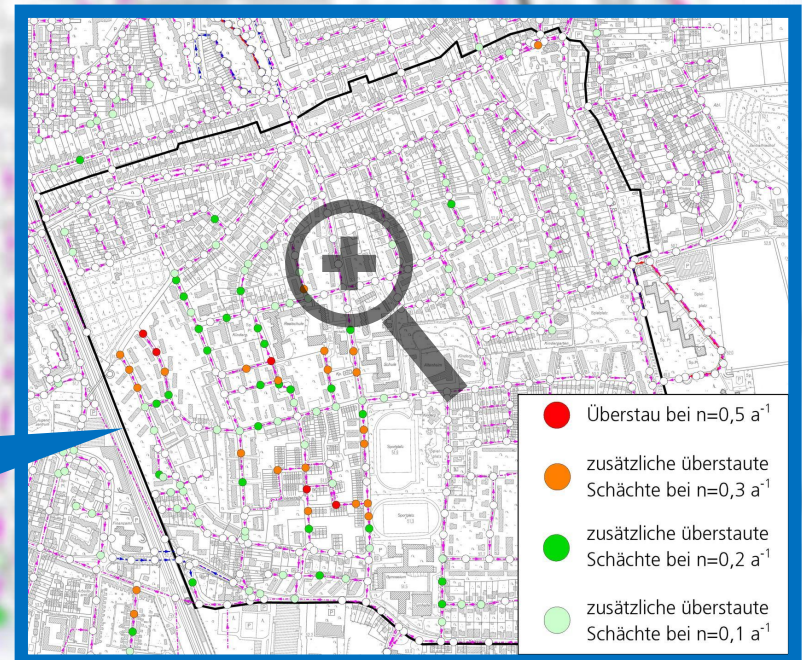 Überstau bei n=0,5 a⁻¹
zusätzliche überstaute
Schächte bei n=0,3 a⁻¹
zusätzliche überstaute
Schächte bei n=0,2 a⁻¹
zusätzliche überstaute
Schächte bei n=0,1 a⁻¹